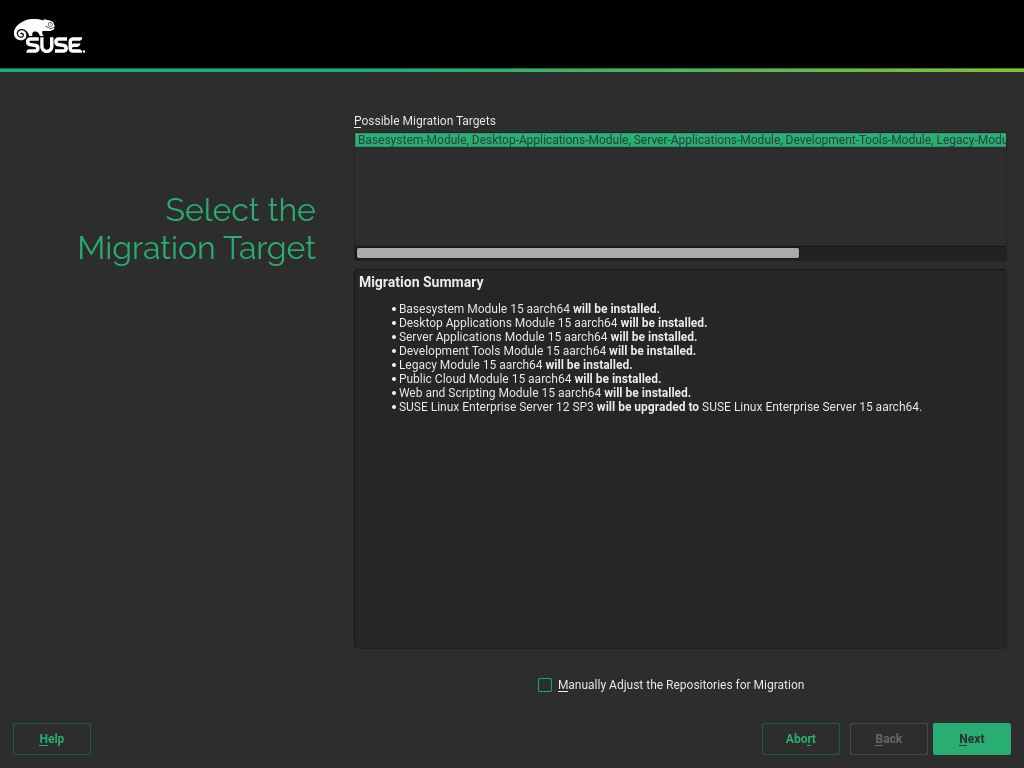 SUSE.
Possible Migration Targets
Basesystem-Module, Desktop-Applications-Module, Server-Applications-Module, Development-Tools-Module, Legacy-Modu
Select the
Migration Target
Migration Summary
• Basesystem Module 15 aarch64 will be installed.
• Desktop Applications Module 15 aarch64 will be installed.
• Server Applications Module 15 aarch64 will be installed.
• Development Tools Module 15 aarch64 will be installed.
• Legacy Module 15 aarch64 will be installed.
• Public Cloud Module 15 aarch64 will be installed.
• Web and Scripting Module 15 aarch64 will be installed.
• SUSE Linux Enterprise Server 12 SP3 will be upgraded to SUSE Linux Enterprise Server 15 aarch64.
Manually Adjust the Repositories for Migration
Help
Abort
Back
Next